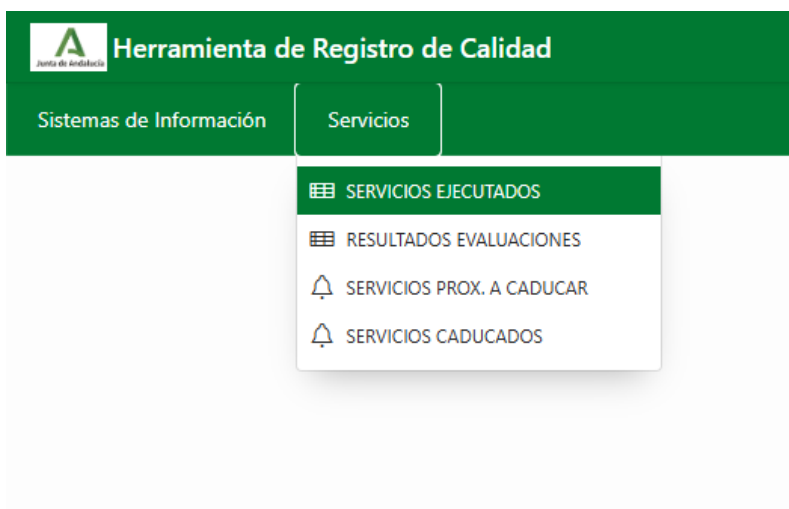 Junta de Andalucía
Herramienta de Registro de Calidad
Sistemas de Información
Servicios
SERVICIOS EJECUTADOS
RESULTADOS EVALUACIONES
SERVICIOS PROX. A CADUCAR
SERVICIOS CADUCADOS